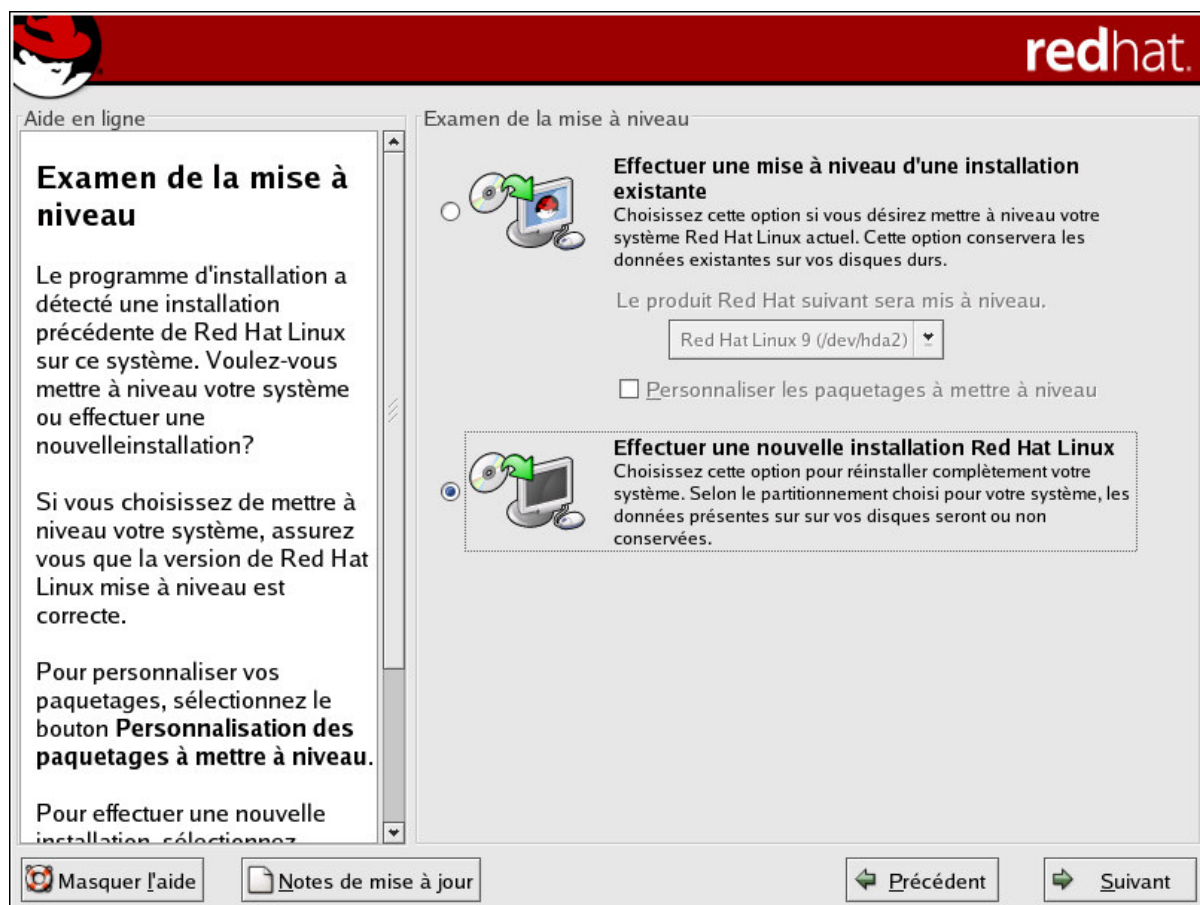 redhat.
Aide en ligne
Examen de la mise à
niveau
Le programme d'installation a
détecté une installation
précédente de Red Hat Linux
sur ce système. Voulez-vous
mettre à niveau votre système
ou effectuer une
nouvelleinstallation?
Si vous choisissez de mettre à
niveau votre système, assurez
vous que la version de Red Hat
Linux mise à niveau est
correcte.
Pour personnaliser vos
paquetages, sélectionnez le
bouton Personnalisation des
paquetages à mettre à niveau.
Pour effectuer une nouvelle
installation, sélectionnez
Examen de la mise à niveau
Effectuer une mise à niveau d'une installation
existante
Choisissez cette option si vous désirez mettre à niveau votre
système Red Hat Linux actuel. Cette option conservera les
données existantes sur vos disques durs.
Le produit Red Hat suivant sera mis à niveau.
Red Hat Linux 9 (/dev/hda2)
Personnaliser les paquetages à mettre à niveau
Effectuer une nouvelle installation Red Hat Linux
Choisissez cette option pour réinstaller complètement votre
système. Selon le partitionnement choisi pour votre système, les
données présentes sur sur vos disques seront ou non
conservées.
Masquer l'aide
Notes de mise à jour
Précédent
Suivant